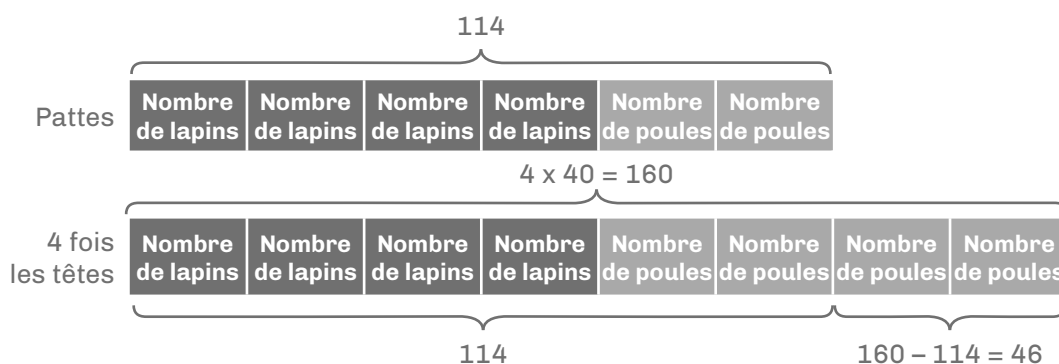 114
Pattes
Nombre de lapins
Nombre de lapins
Nombre de lapins
Nombre de lapins
Nombre de poules
Nombre de poules
4 x 40 = 160
4 fois
les têtes
Nombre de lapins
Nombre de lapins
Nombre de lapins
Nombre de lapins
Nombre de poules
Nombre de poules
Nombre de poules
Nombre de poules
114
160 – 114 = 46